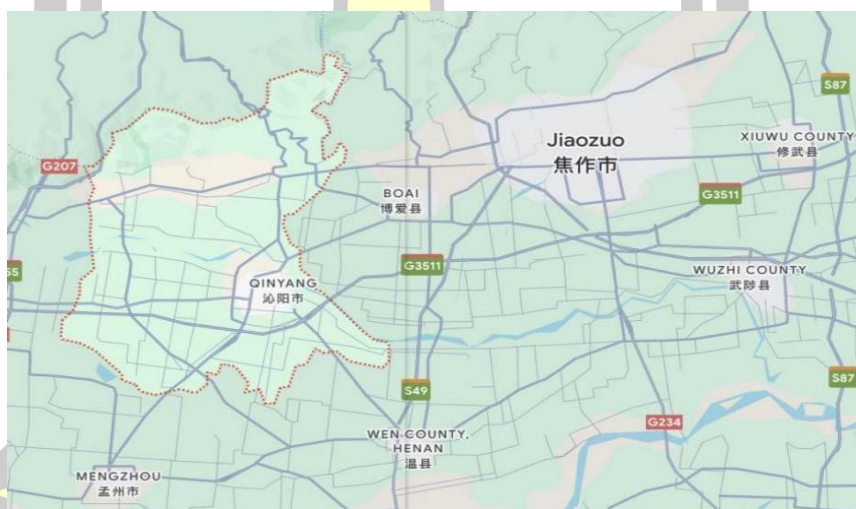 S87
Jiaozuo
焦作市
XIUWU COUNTY
修武县
G207
BOAI
博爱县
G3511
G3511
WUZHI COUNTY
武陟县
55
QINYANG
沁阳市
S49
S87
G234
WEN COUNTY,
HENAN
温县
MENGZHOU
孟州市